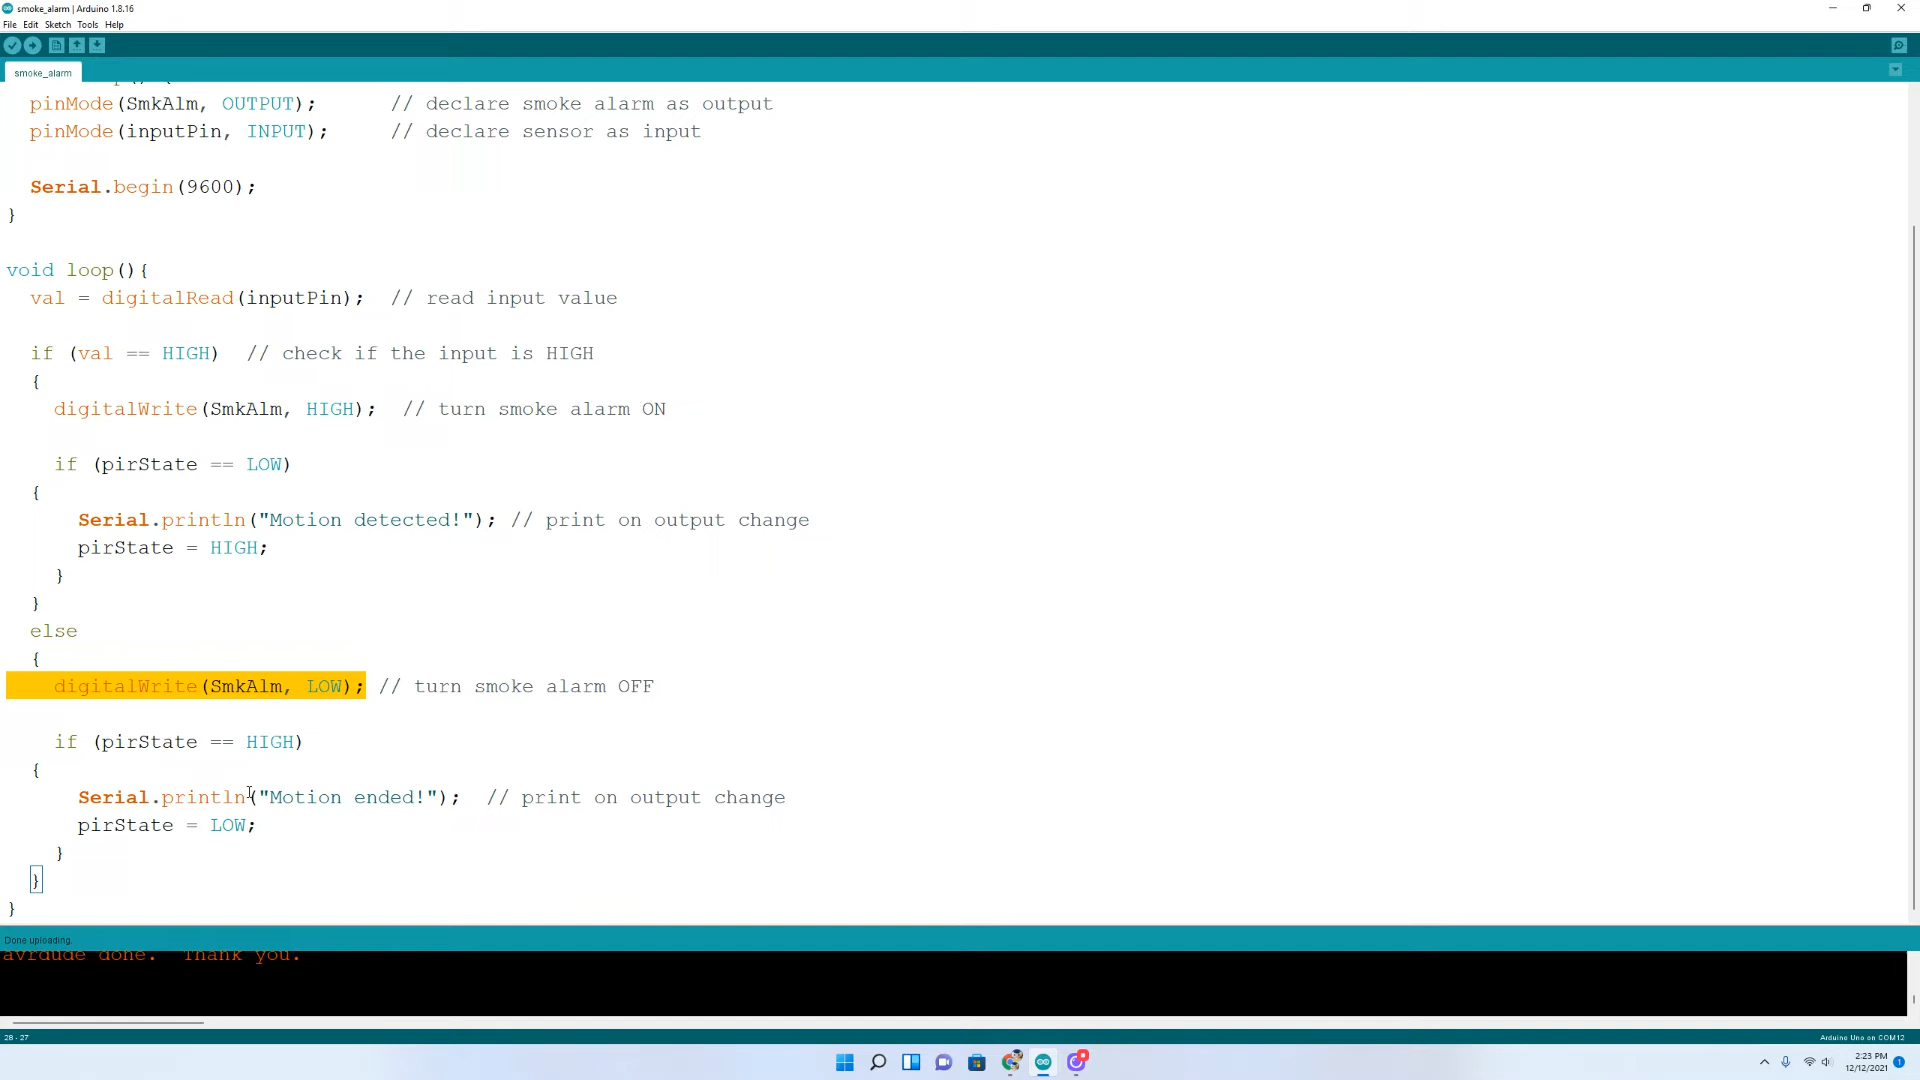 smoke_alarm | Arduino 1.8.16
File Edit Sketch Tools Help
smoke_alarm
pinMode(SmkAlm, OUTPUT);      // declare smoke alarm as output
pinMode(inputPin, INPUT);     // declare sensor as input
Serial.begin(9600);
}
void loop(){
val = digitalRead(inputPin);  // read input value
if (val == HIGH)  // check if the input is HIGH
{
digitalWrite(SmkAlm, HIGH);  // turn smoke alarm ON
if (pirState == LOW)
{
Serial.println("Motion detected!"); // print on output change
pirState = HIGH;
}
}
else
{
digitalWrite(SmkAlm, LOW); // turn smoke alarm OFF
if (pirState == HIGH)
{
Serial.println("Motion ended!");  // print on output change
pirState = LOW;
}
}
}
Done uploading.
avrdude done.  Thank you.
28 - 27
Arduino Uno on COM12
2:23 PM
12/12/2021
1